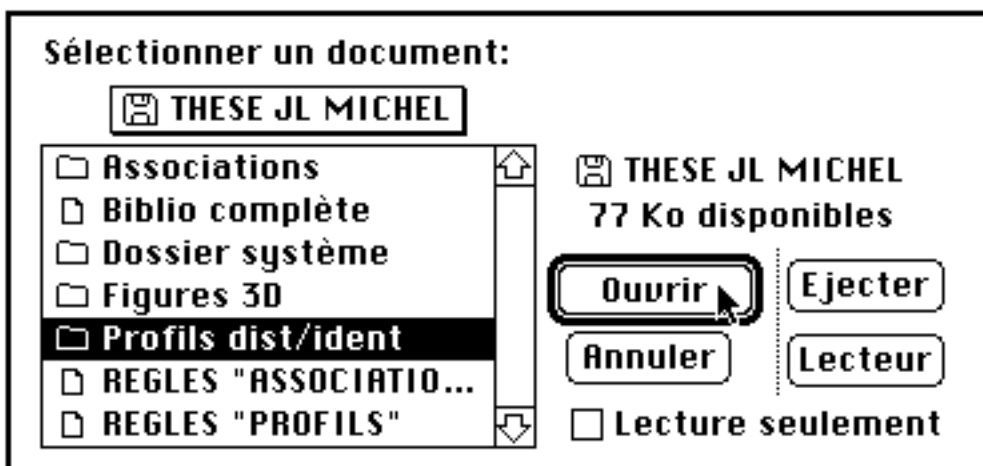 Sélectionner un document:
THESE JL MICHEL
Associations
Biblio complète
Dossier système
Figures 3D
Profils dist/ident
REGLES "ASSOCIATIO...
REGLES "PROFILS"
THESE JL MICHEL
77 Ko disponibles
Ouvrir
Ejecter
Annuler
Lecteur
Lecture seulement